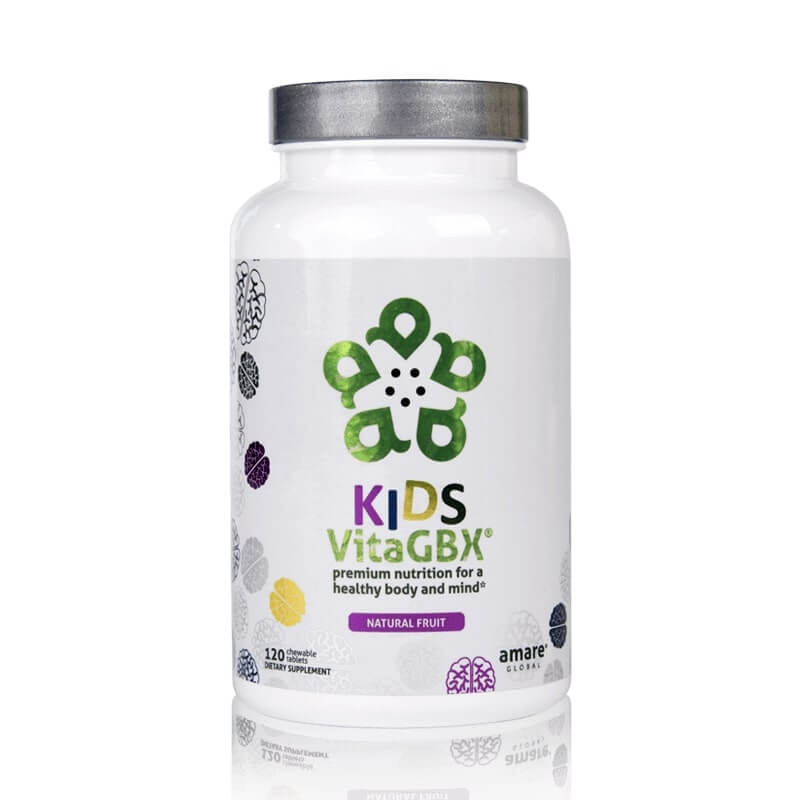 KIDS
VitaGBX®
premium nutrition for a
healthy body and mind*
NATURAL FRUIT
120 chewable
tablets
DIETARY SUPPLEMENT
amare®
GLOBAL